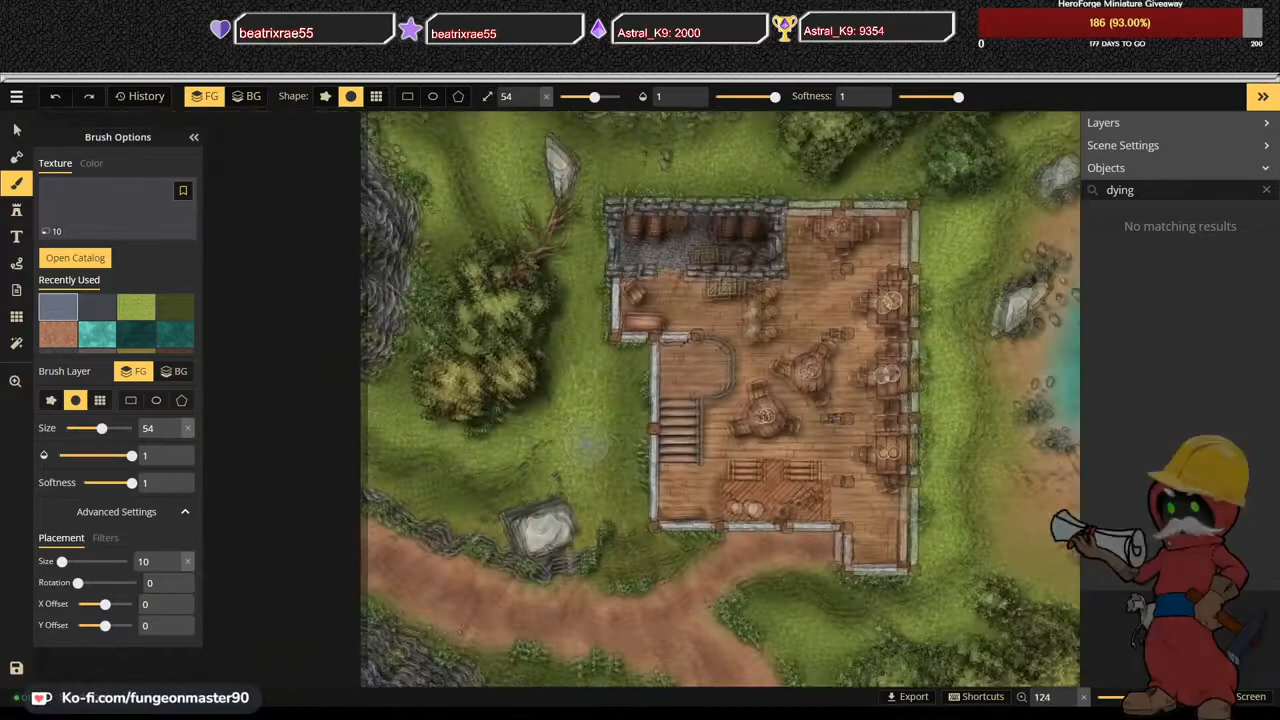 HeroForge Miniature Giveaway
beatrixrae55
beatrixrae55
Astral_K9: 2000
Astral_K9: 9354
186 (93.00%)
0
177 DAYS TO GO
200
History
FG
BG
Shape:
54
×
1
Softness:
1
Brush Options
Texture
Color
10
Open Catalog
Recently Used
Brush Layer
FG
BG
Size
54
×
1
Softness
1
Advanced Settings
Placement
Filters
Size
10
×
Rotation
0
X Offset
0
Y Offset
0
Layers
Scene Settings
Objects
dying
No matching results
Ko-fi.com/fungeonmaster90
Export
Shortcuts
124
×
Screen